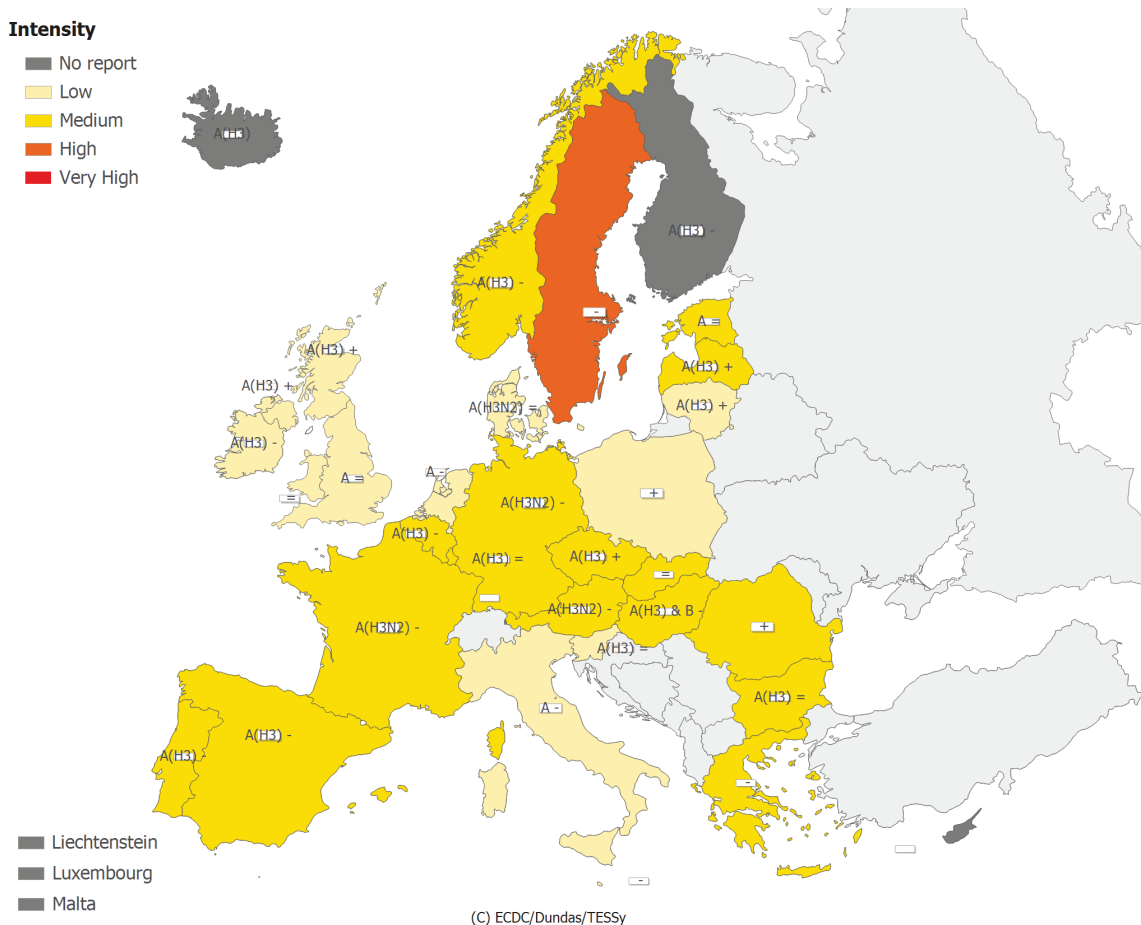 Intensity
No report
Low
Medium
High
Very High
A(H3)
A(H3) -
A(H3) -
-
A =
A(H3) +
A(H3) +
A(H3) +
A(H3) +
A(H3N2) =
A(H3) -
A =
=
A -
+
A(H3N2) -
A(H3) -
A(H3) =
A(H3) +
=
A(H3N2) -
A(H3) & B -
A(H3N2) -
+
A(H3) =
A(H3) =
A -
A(H3) -
A(H3) -
-
-
Liechtenstein
Luxembourg
Malta
(C) ECDC/Dundas/TESSy